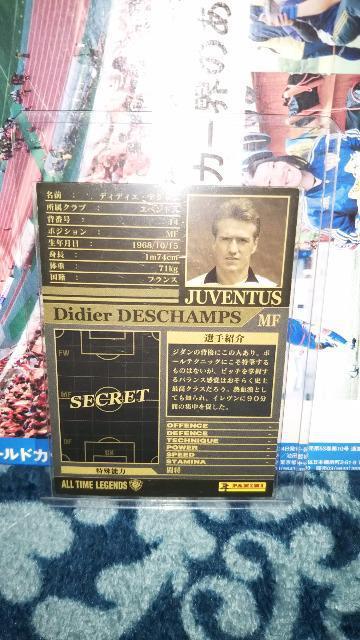 カー界のあ
名前 : ディディエ・デシャン
所属クラブ : ユベントス
背番号 : 14
ポジション : MF
生年月日 : 1968/10/15
身長 : 1m74cm
体重 : 71kg
国籍 : フランス
JUVENTUS
Didier DESCHAMPS MF
選手紹介
ジダンの背後にこの人あり。ボ
ールテクニックにこそ特筆する
ものはないが、ピッチを掌握す
るバランス感覚はおそらく史上
最高クラスだろう。熱血漢として
も知られ、イレヴンに90分
間の集中を促した。
FW
MF
SECRET
DF
GK
OFFENCE
DEFENCE
TECHNIQUE
POWER
SPEED
STAMINA
特殊能力
闘将
ALL TIME LEGENDS
PANINI
ールドカ